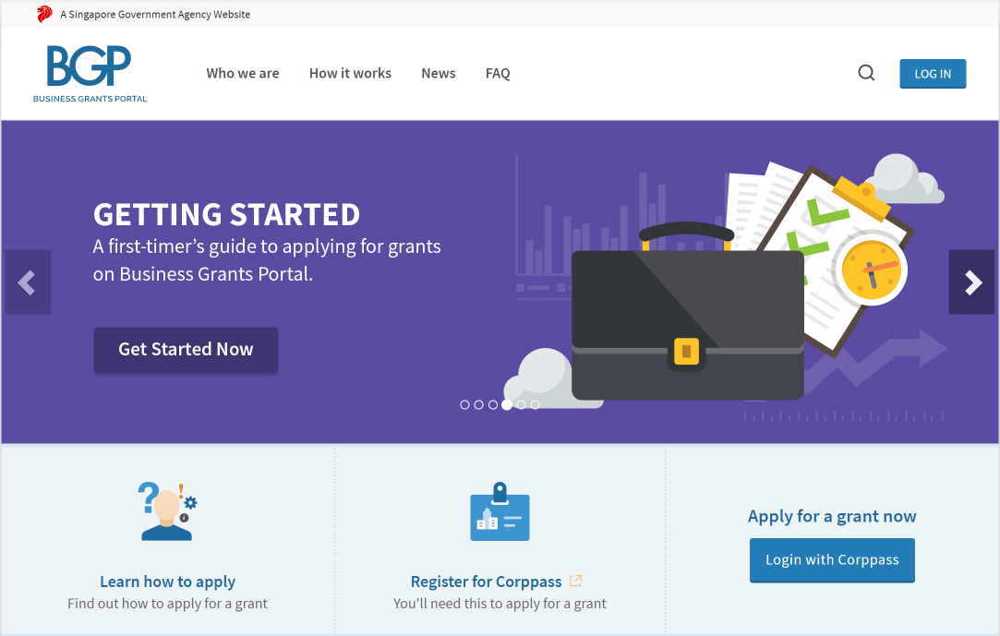 A Singapore Government Agency Website
BGP
BUSINESS GRANTS PORTAL
Who we are
How it works
News
FAQ
LOG IN
GETTING STARTED
A first-timer’s guide to applying for grants
on Business Grants Portal.
Get Started Now
Learn how to apply
Find out how to apply for a grant
Register for Corppass
You’ll need this to apply for a grant
Apply for a grant now
Login with Corppass